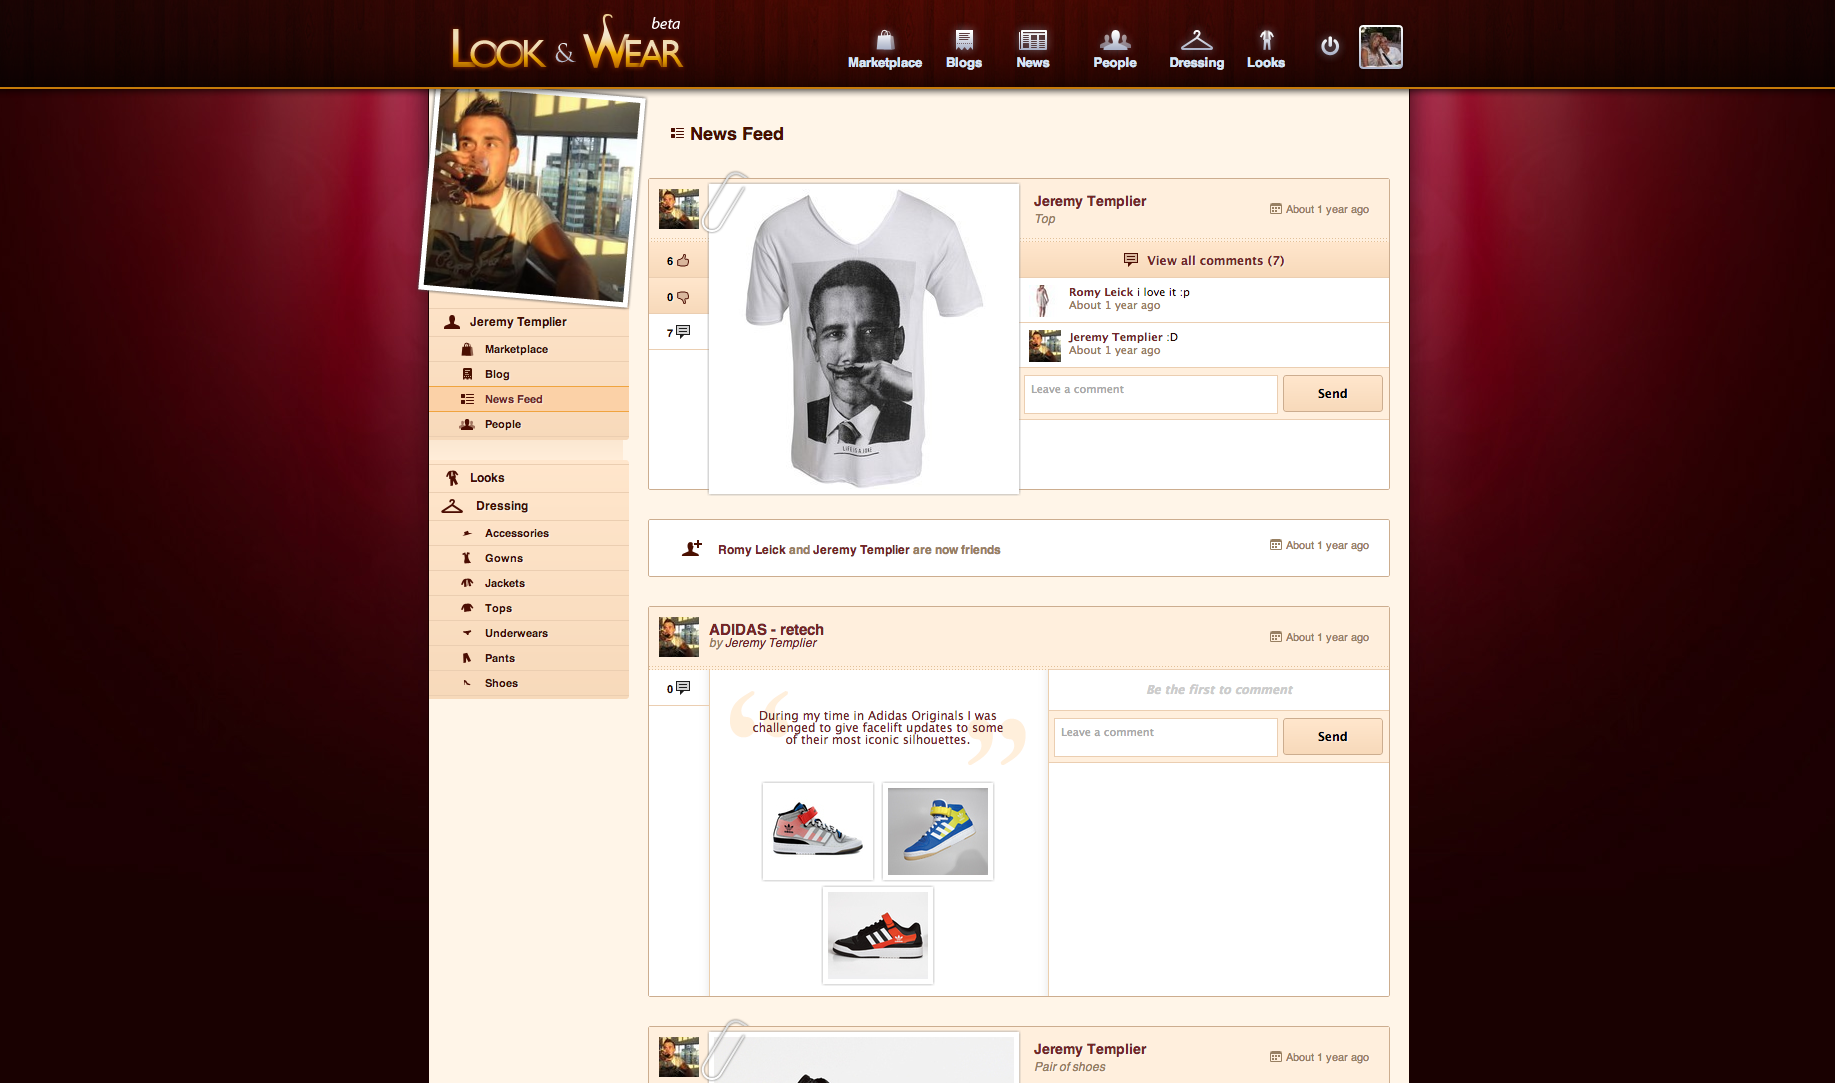 LOOK & WEAR beta
Marketplace Blogs News People Dressing Looks
News Feed
Jeremy Templier
Marketplace
Blog
News Feed
People
Looks
Dressing
Accessories
Gowns
Jackets
Tops
Underwears
Pants
Shoes
6
0
7
LIFE IS A JOKE
Jeremy Templier
Top
About 1 year ago
View all comments (7)
Romy Leick i love it :p
About 1 year ago
Jeremy Templier :D
About 1 year ago
Leave a comment
Send
Romy Leick and Jeremy Templier are now friends
About 1 year ago
ADIDAS - retech
by Jeremy Templier
About 1 year ago
0
“ During my time in Adidas Originals I was
challenged to give facelift updates to some
of their most iconic silhouettes. ”
Be the first to comment
Leave a comment
Send
Jeremy Templier
Pair of shoes
About 1 year ago